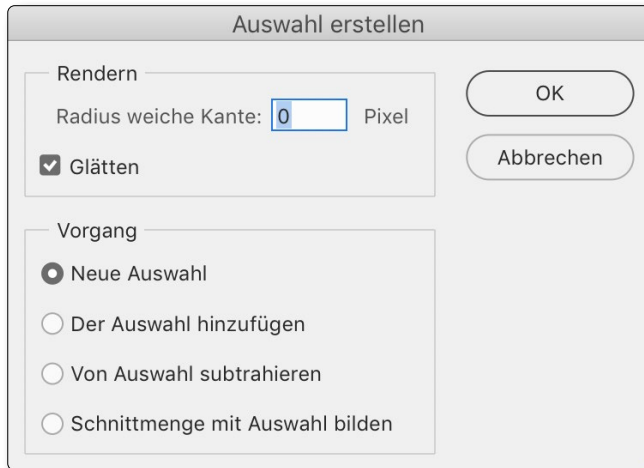 Auswahl erstellen
Rendern
Radius weiche Kante: 0 Pixel
Glätten
OK
Abbrechen
Vorgang
Neue Auswahl
Der Auswahl hinzufügen
Von Auswahl subtrahieren
Schnittmenge mit Auswahl bilden